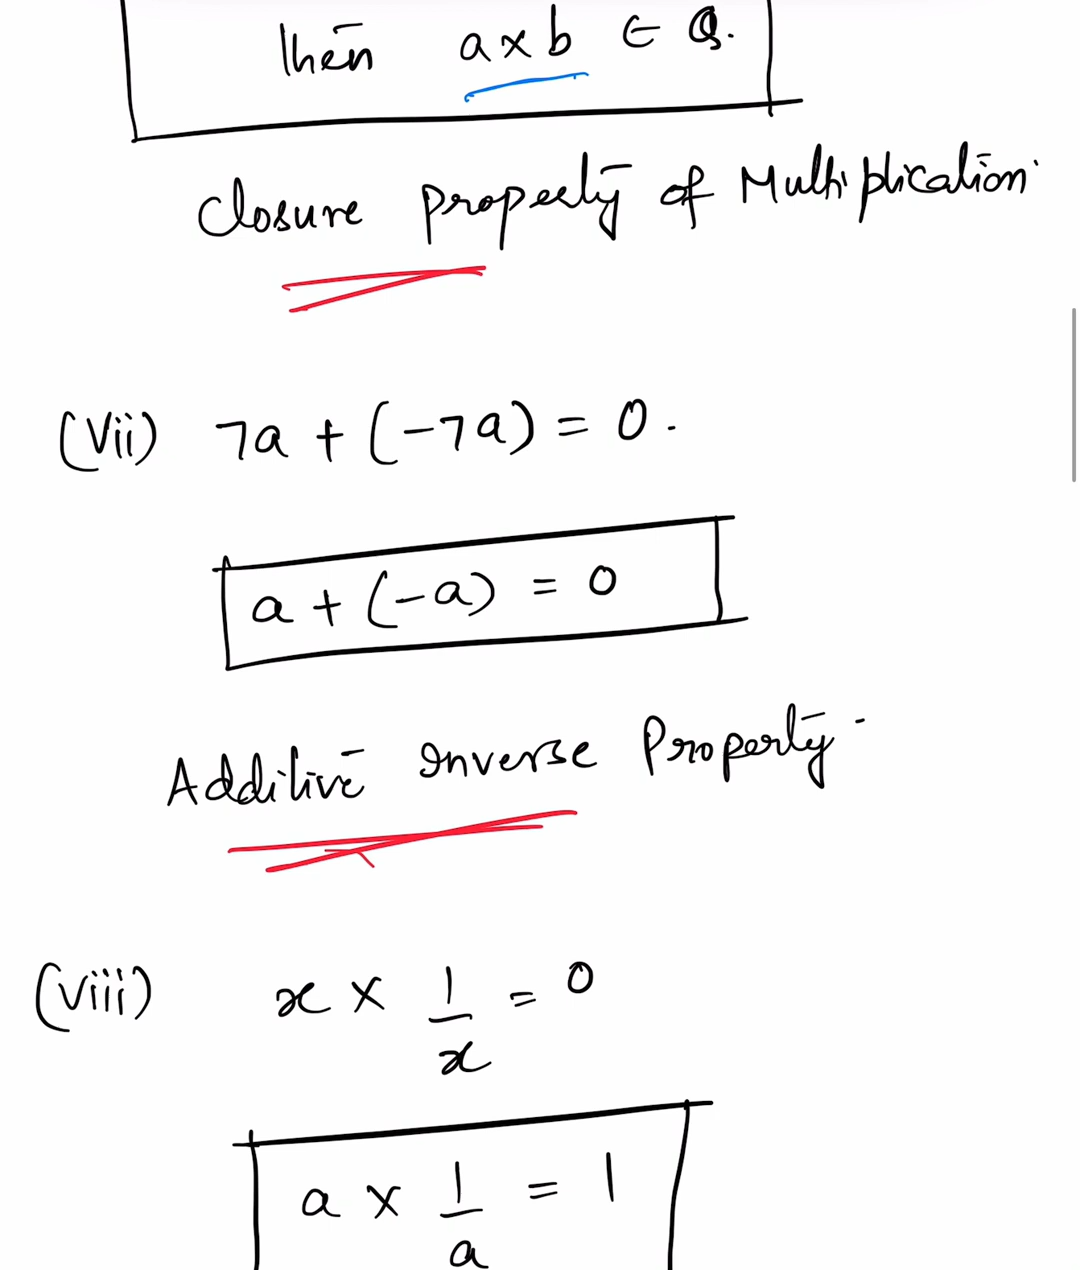 Then a × b ∈ Q.
Closure Property of Multiplication.
(vii) 7a + (-7a) = 0.
a + (-a) = 0
Additive Inverse Property.
(viii) x × 1/x = 0
a × 1/a = 1